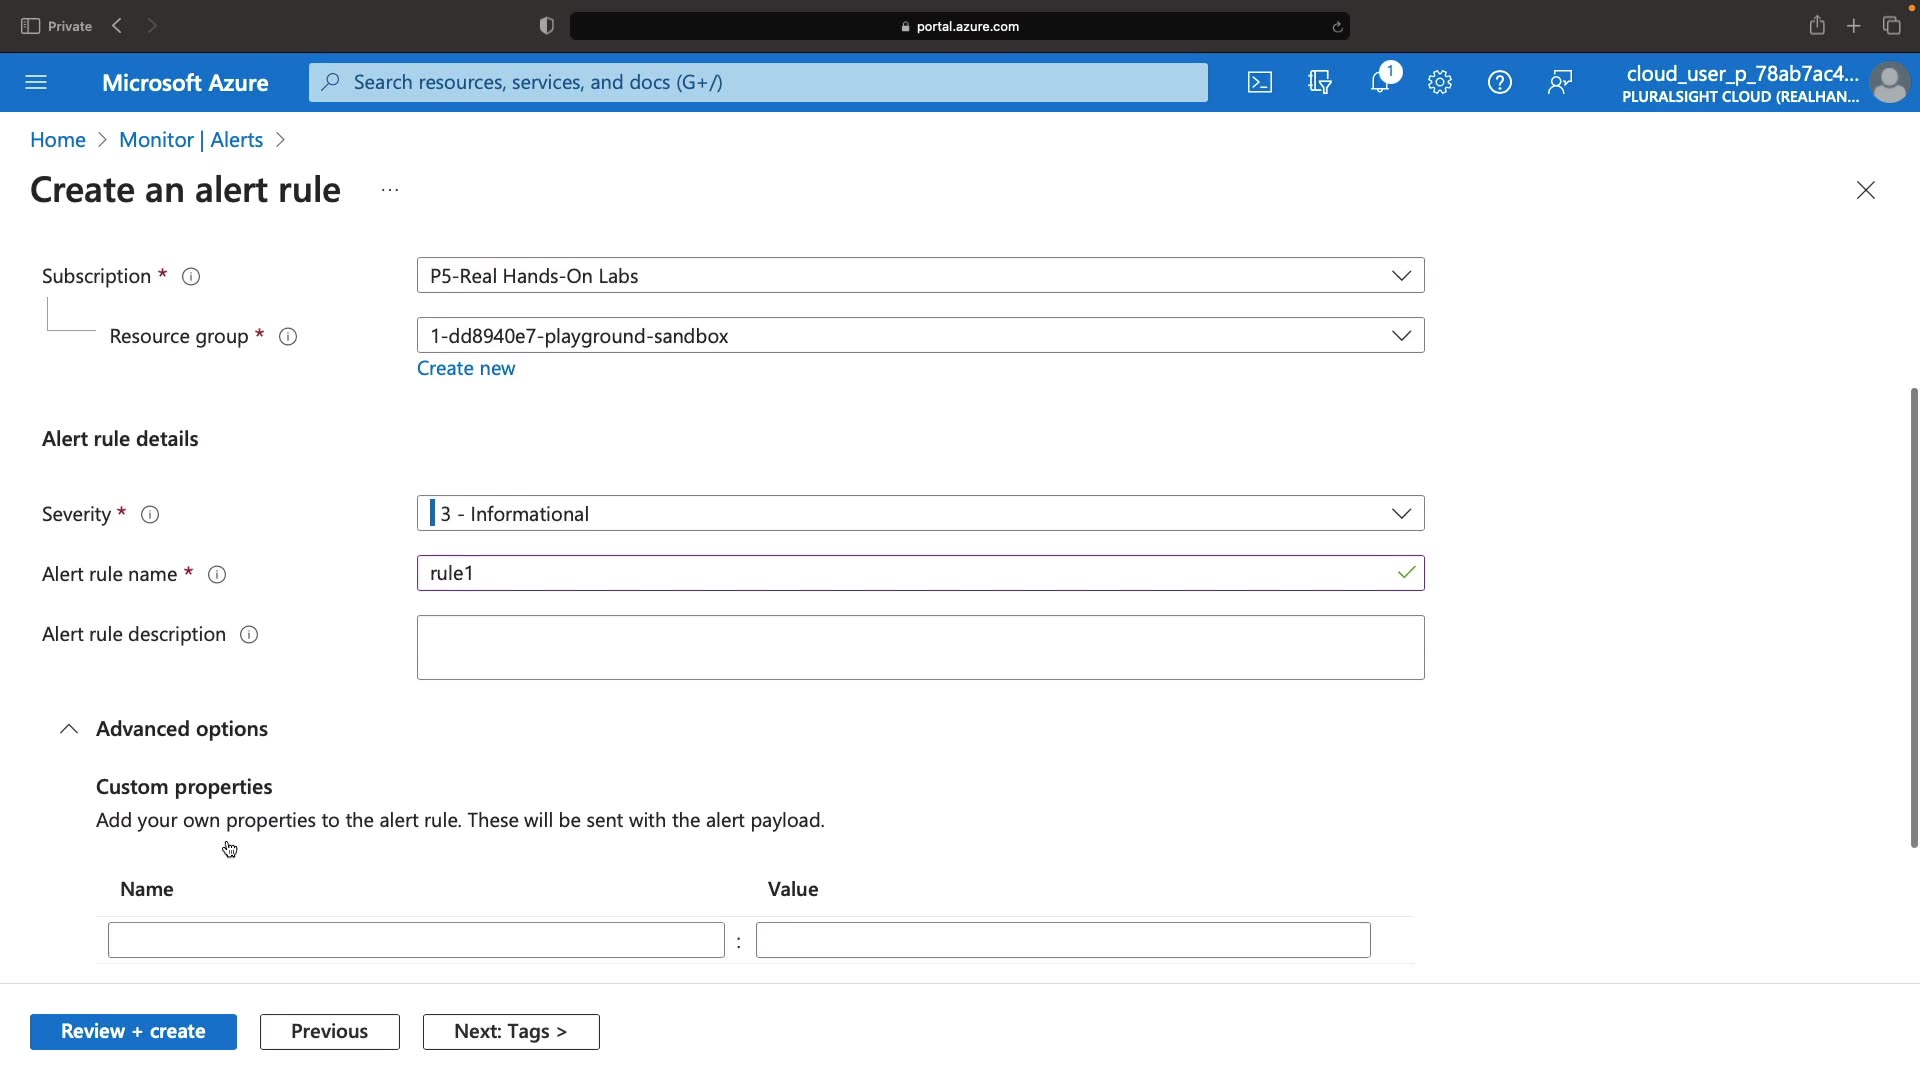 Private
portal.azure.com
Microsoft Azure
Search resources, services, and docs (G+/)
1
cloud_user_p_78ab7ac4...
PLURALSIGHT CLOUD (REALHAN...
Home > Monitor | Alerts >
Create an alert rule ...
Subscription *
P5-Real Hands-On Labs
Resource group *
1-dd8940e7-playground-sandbox
Create new
Alert rule details
Severity *
3 - Informational
Alert rule name *
rule1
Alert rule description
Advanced options
Custom properties
Add your own properties to the alert rule. These will be sent with the alert payload.
Name
Value
:
Review + create
Previous
Next: Tags >